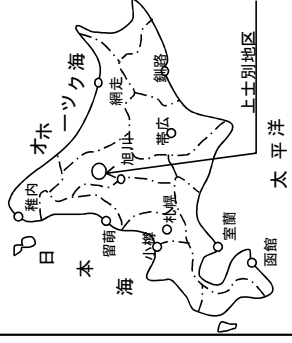 オホーツク海
稚内
網走
釧路
上士別地区
旭川
帯広
留萌
日本海
小樽
札幌
室蘭
函館
太平洋